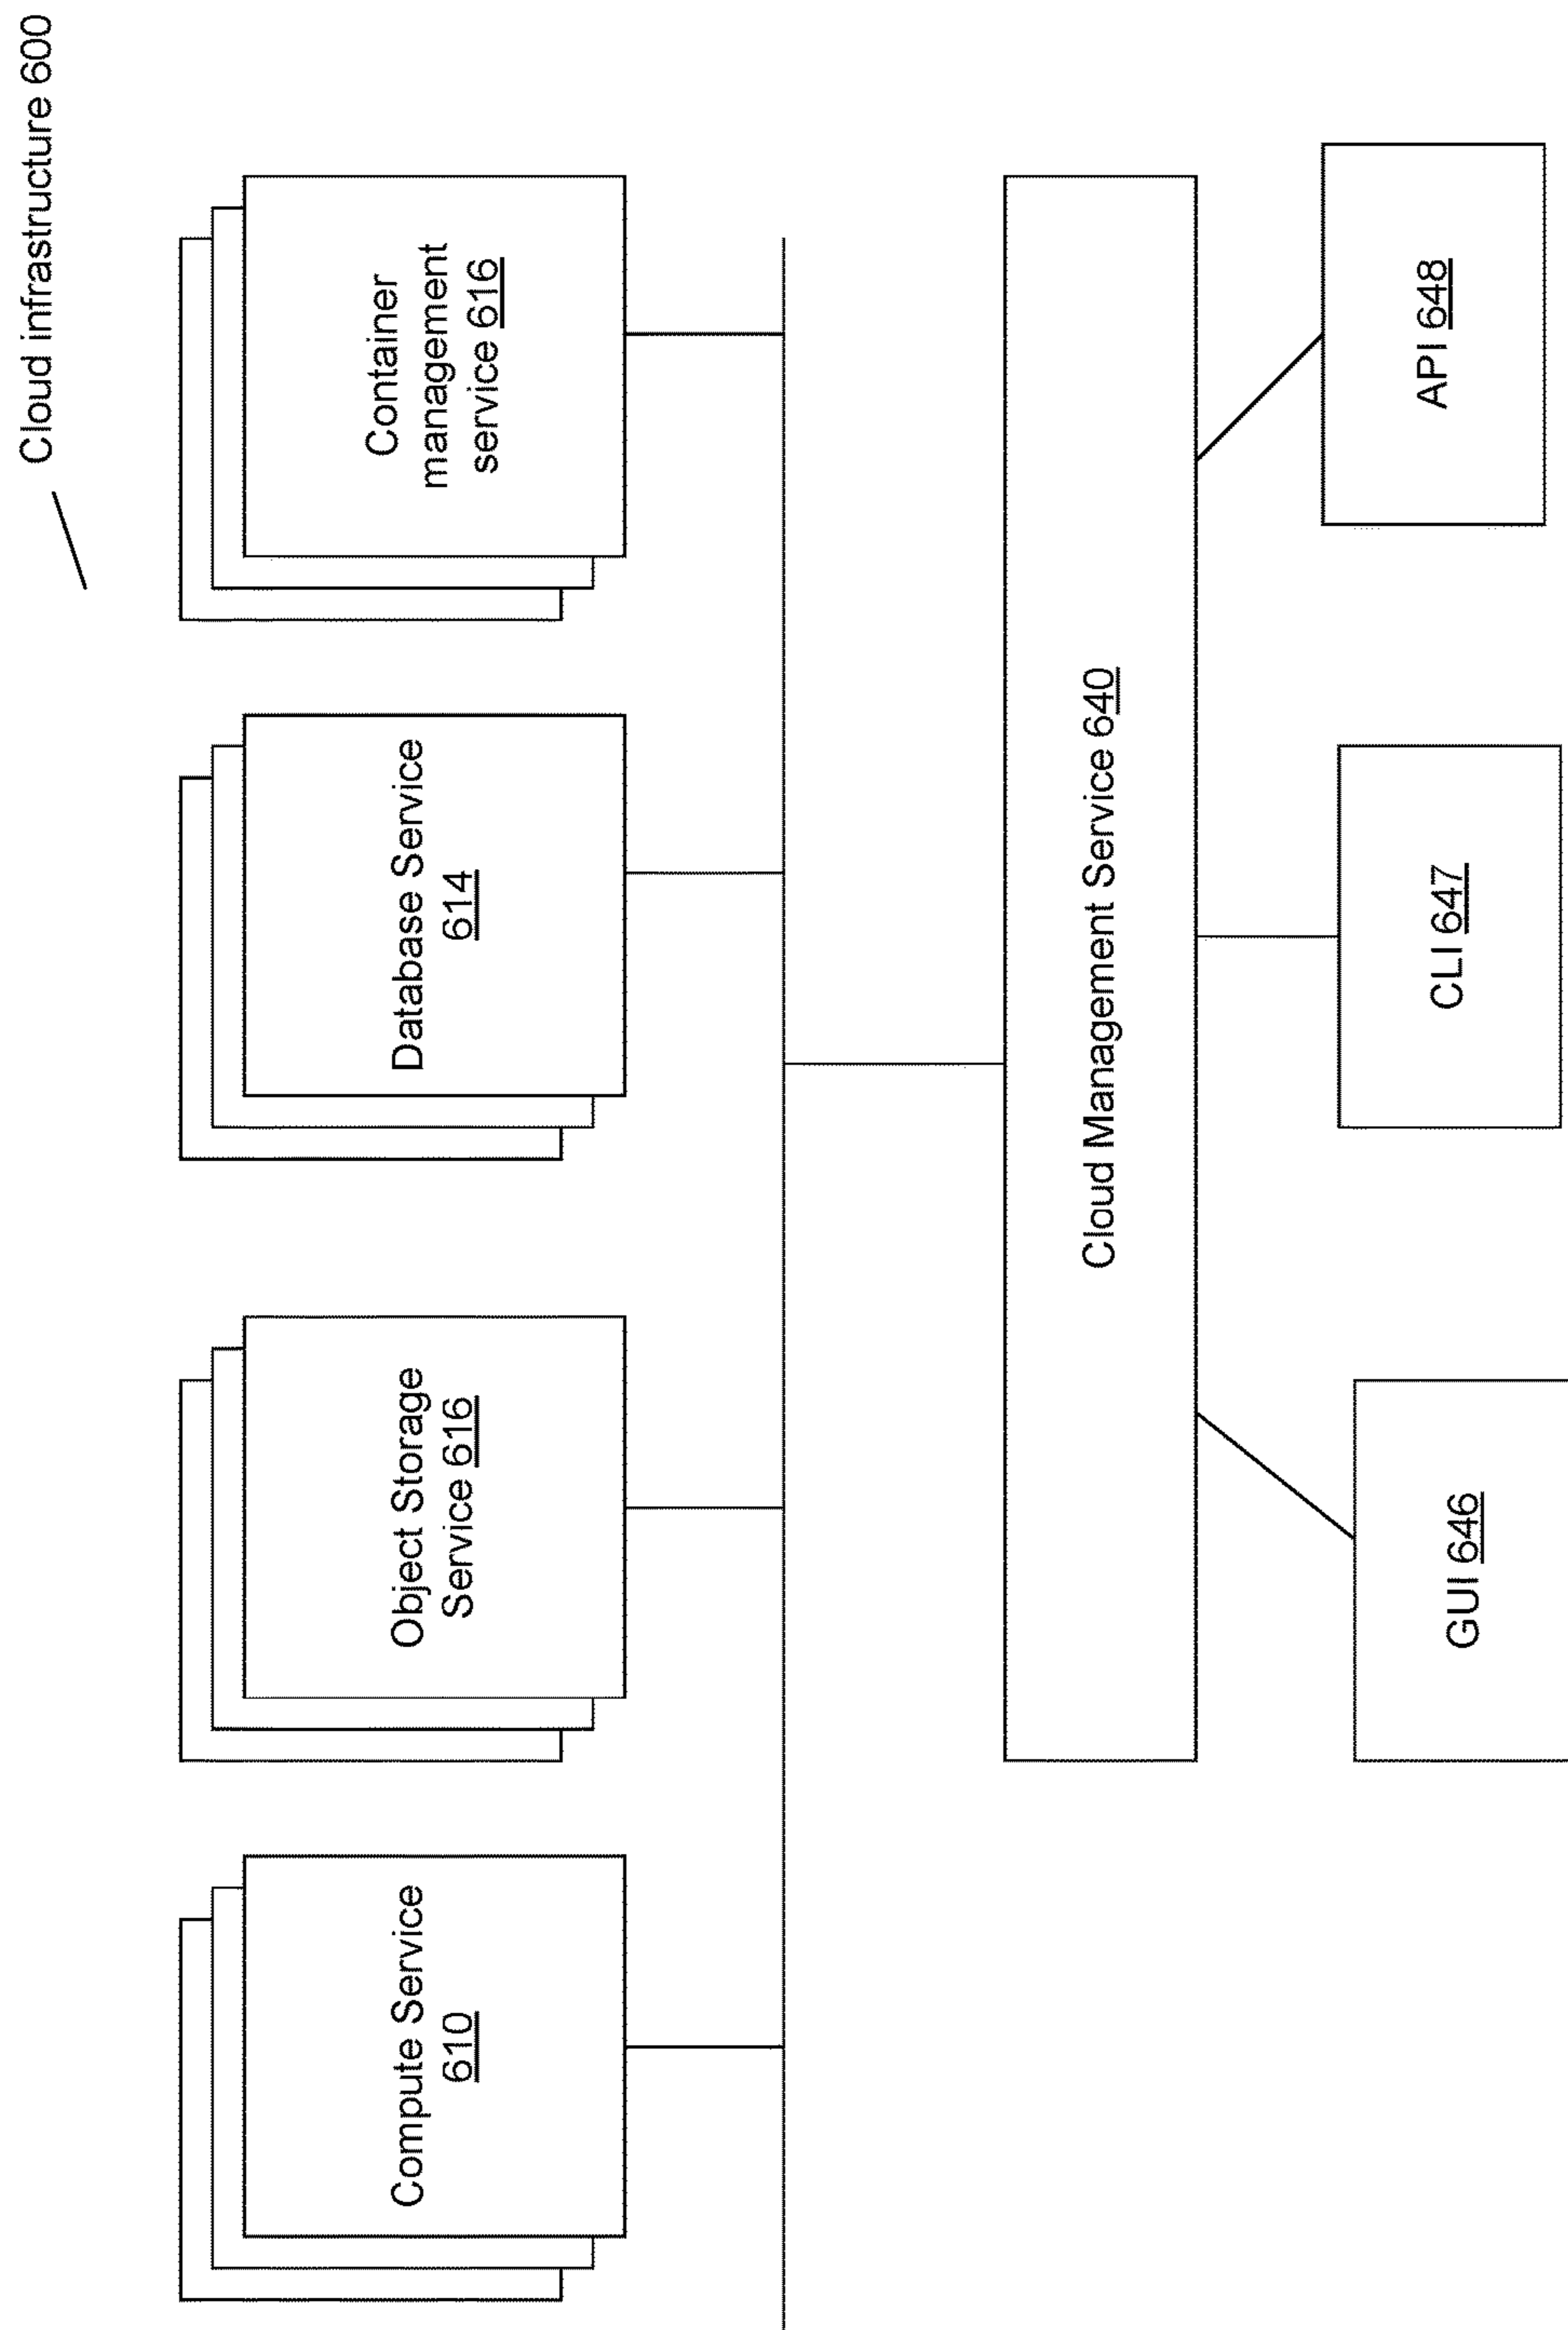 Cloud infrastructure 600
Compute Service
610
Object Storage
Service 616
Database Service
614
Container
management
service 616
Cloud Management Service 640
GUI 646
CLI 647
API 648